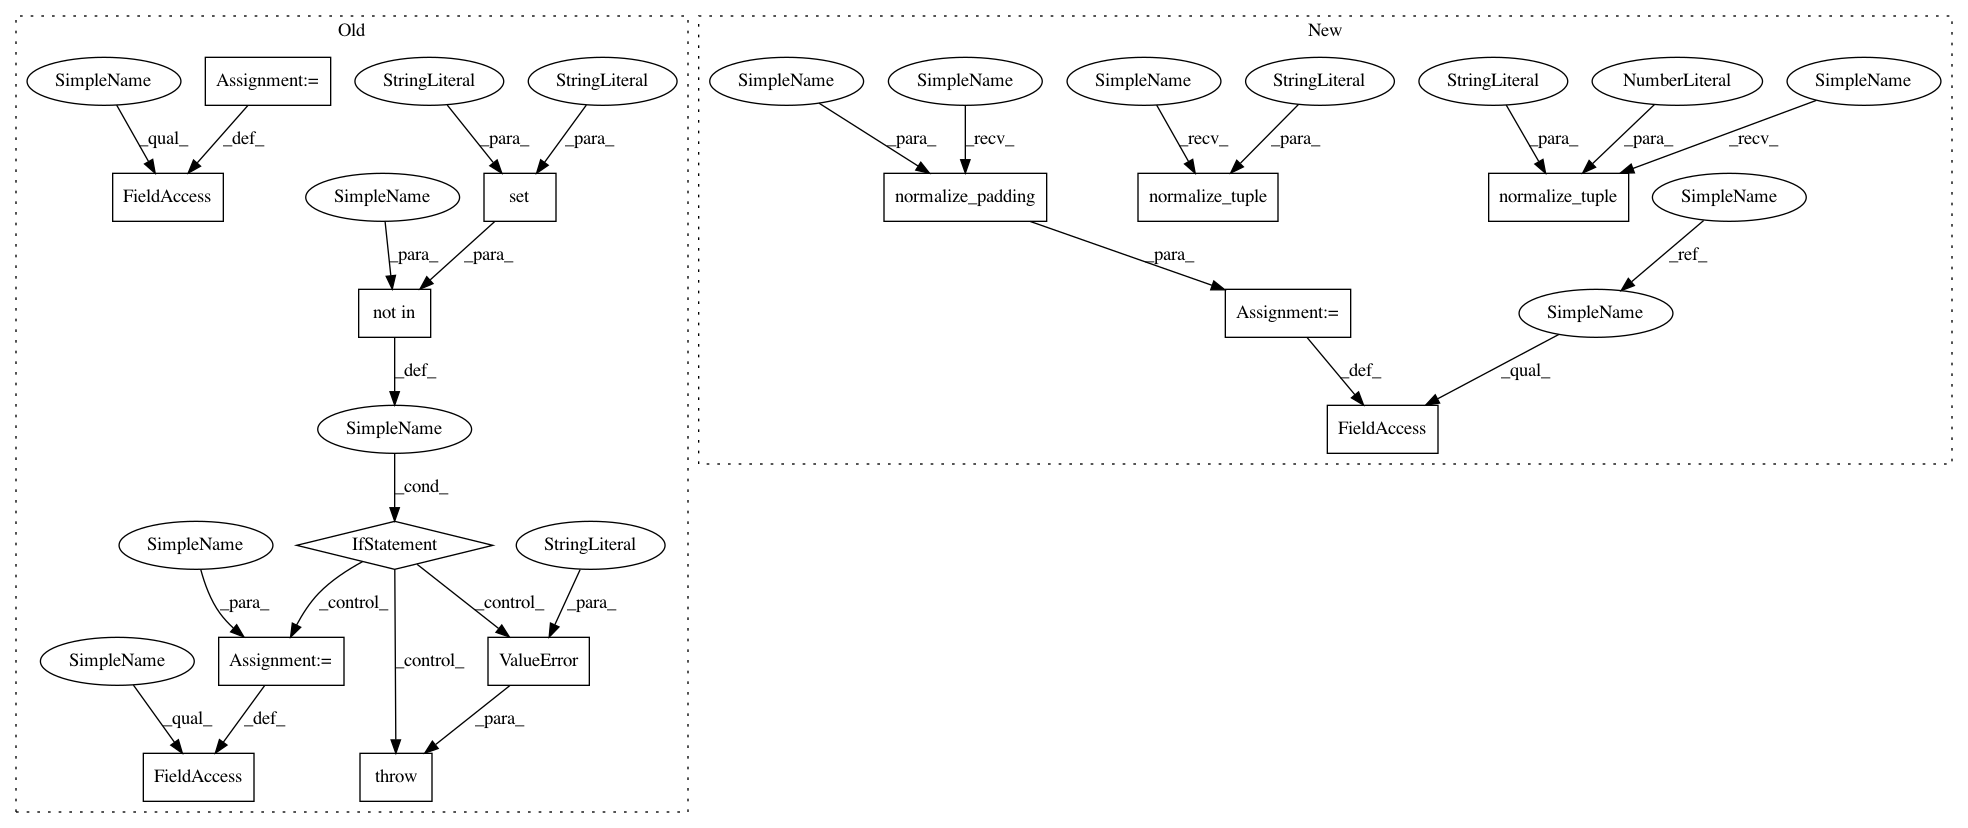 Old
New
SimpleName
Assignment:=
StringLiteral
StringLiteral
SimpleName
SimpleName
SimpleName
StringLiteral
StringLiteral
NumberLiteral
SimpleName
_qual_
_def_
_para_
_para_
_para_
_recv_
_recv_
_para_
_para_
_para_
_recv_
FieldAccess
SimpleName
set
normalize_padding
normalize_tuple
normalize_tuple
SimpleName
_para_
_para_
_para_
_ref_
not in
Assignment:=
SimpleName
_def_
_def_
_qual_
SimpleName
FieldAccess
_cond_
SimpleName
IfStatement
StringLiteral
_para_
_control_
_control_
_para_
SimpleName
Assignment:=
_control_
ValueError
_qual_
_def_
_para_
FieldAccess
throw